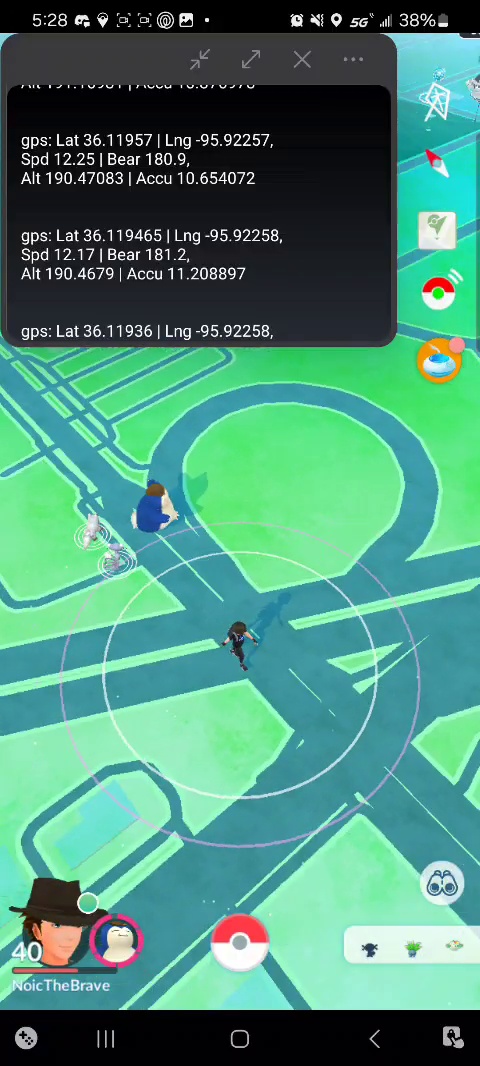 5:28
5G
38%
gps: Lat 36.11957 | Lng -95.92257,
Spd 12.25 | Bear 180.9,
Alt 190.47083 | Accu 10.654072
gps: Lat 36.119465 | Lng -95.92258,
Spd 12.17 | Bear 181.2,
Alt 190.4679 | Accu 11.208897
gps: Lat 36.11936 | Lng -95.92258,
40
NoicTheBrave